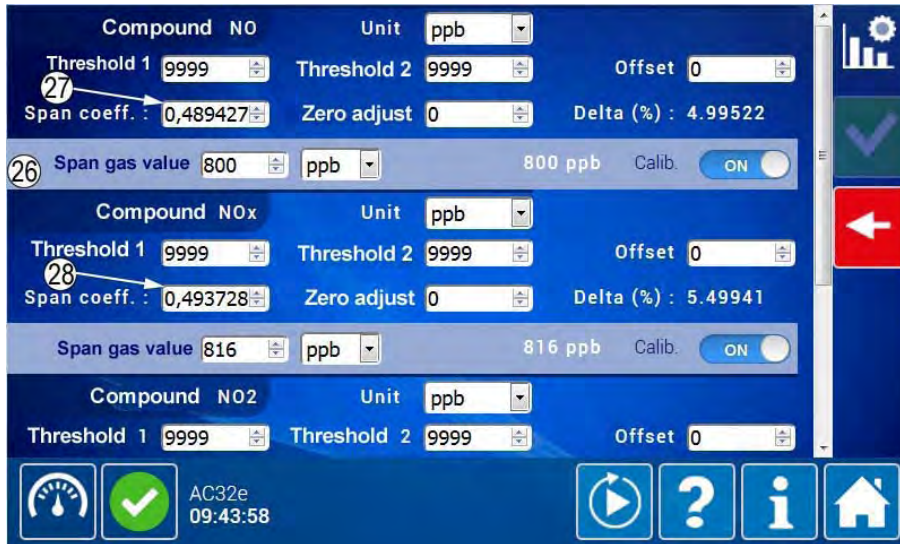 Compound NO Unit ppb
Threshold 1 9999 Threshold 2 9999 Offset 0
27
Span coeff. : 0,489427 Zero adjust 0 Delta (%) : 4.99522
26 Span gas value 800 ppb 800 ppb Calib. ON
Compound NOx Unit ppb
Threshold 1 9999 Threshold 2 9999 Offset 0
28
Span coeff. : 0,493728 Zero adjust 0 Delta (%) : 5.49941
Span gas value 816 ppb 816 ppb Calib. ON
Compound NO2 Unit ppb
Threshold 1 9999 Threshold 2 9999 Offset 0
AC32e
09:43:58